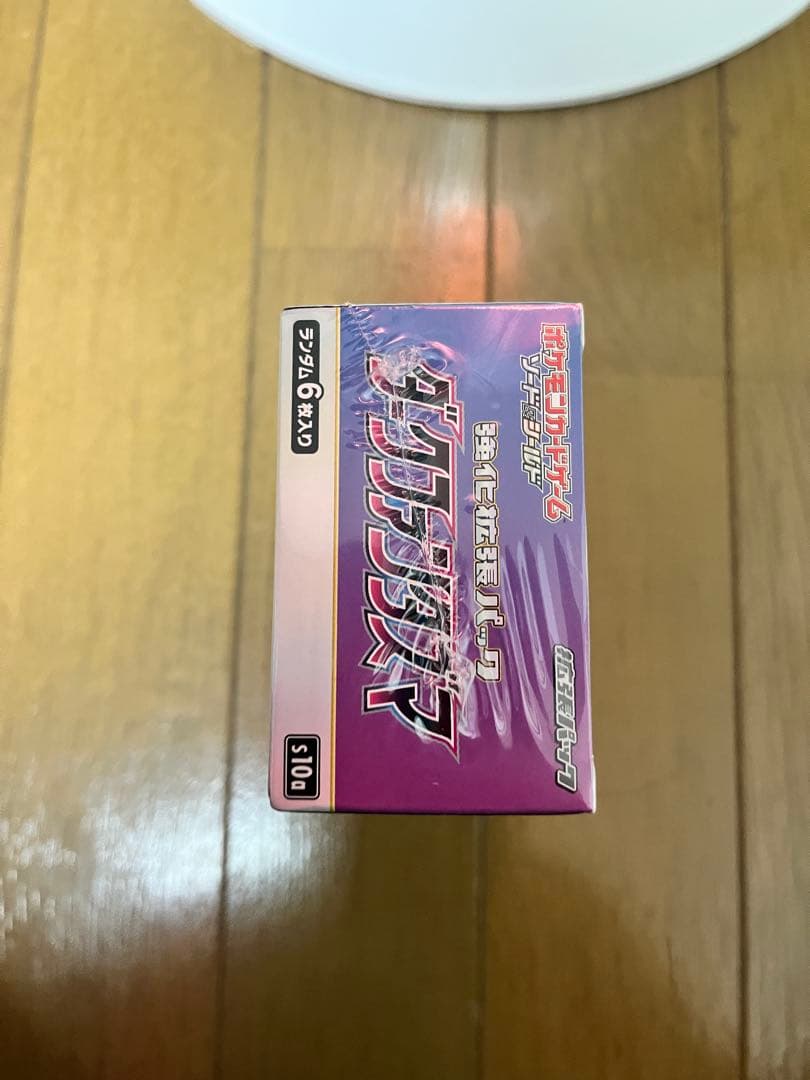 ポケモンカードゲーム
ソード&シールド
拡張パック
強化拡張パック
ダークファンタズマ
ランダム6枚入り
s10a